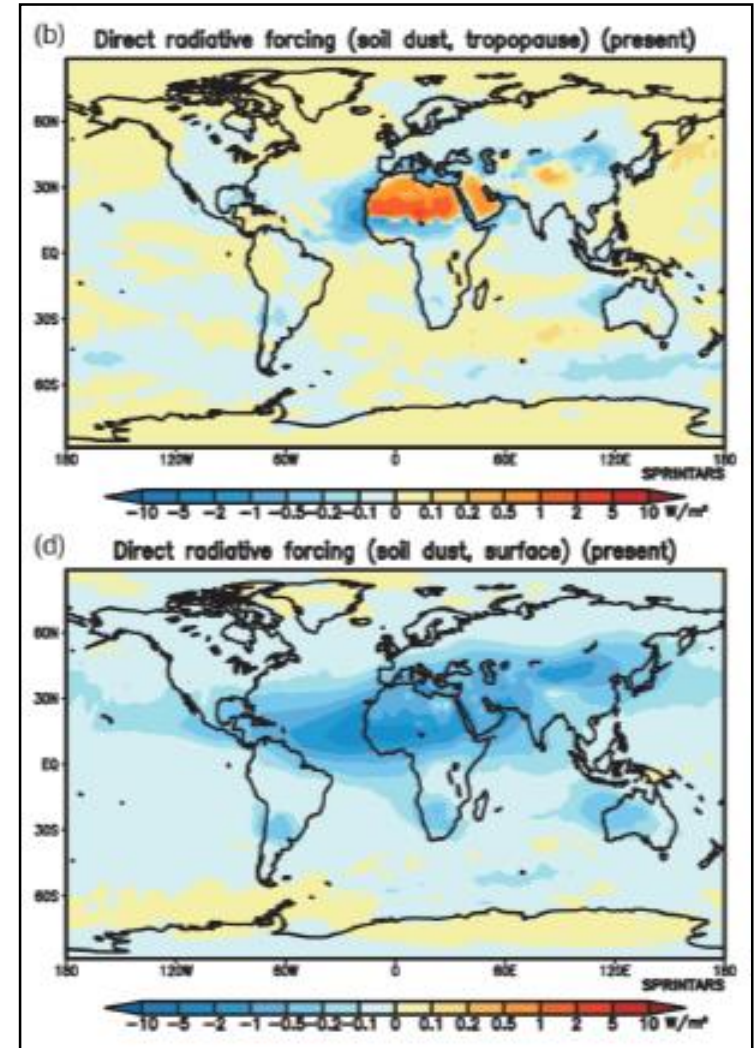 (b) Direct radiative forcing (soil dust, tropopause) (present)
60N
30N
EQ
30S
60S
180 120W 60W 0 60E 120E 180
SPRINTARS
-10 -5 -2 -1 -0.5 -0.2 -0.1 0 0.1 0.2 0.5 1 2 5 10 W/m²
(d) Direct radiative forcing (soil dust, surface) (present)
60N
30N
EQ
30S
60S
180 120W 60W 0 60E 120E 180
SPRINTARS
-10 -5 -2 -1 -0.5 -0.2 -0.1 0 0.1 0.2 0.5 1 2 5 10 W/m²